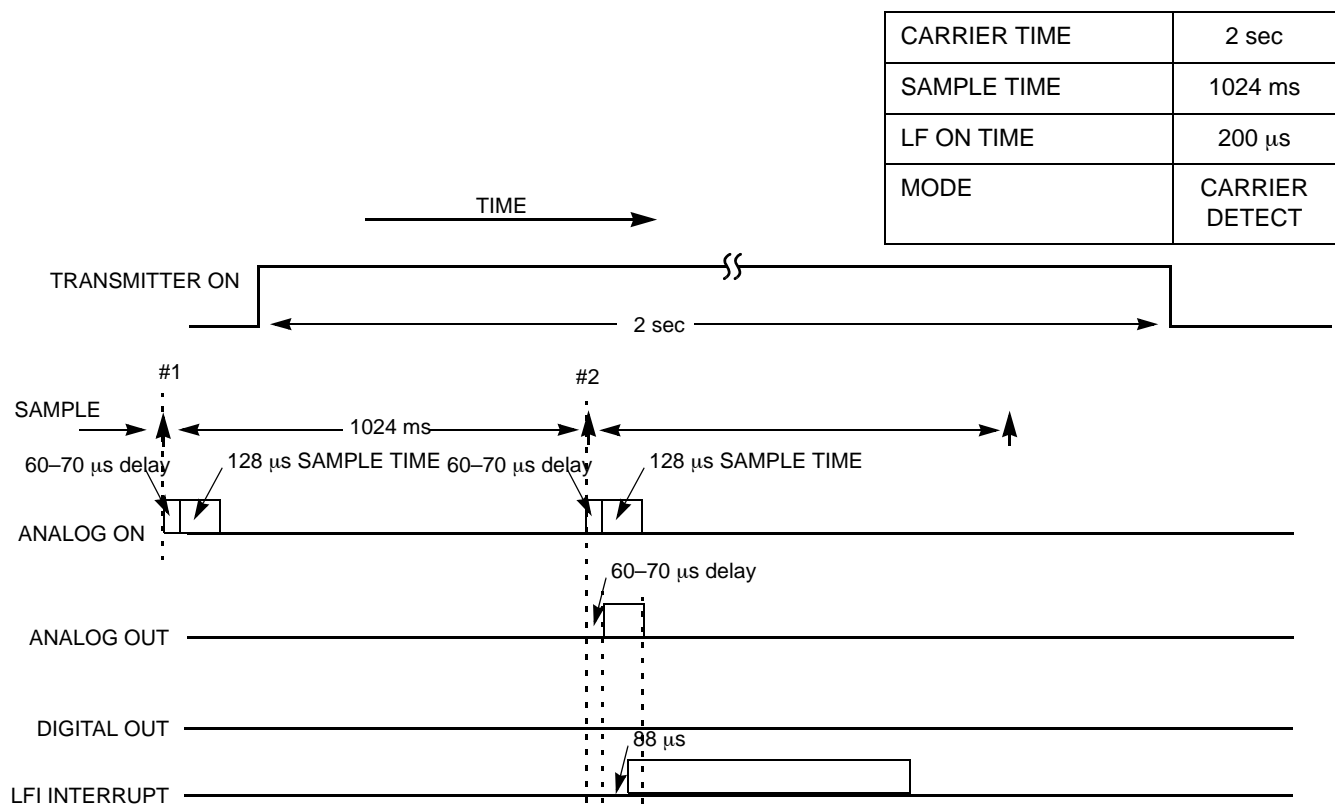 CARRIER TIME 2 sec
SAMPLE TIME 1024 ms
LF ON TIME 200 μs
MODE CARRIER
DETECT
TIME
TRANSMITTER ON
2 sec
#1
#2
SAMPLE
1024 ms
60–70 μs delay
128 μs SAMPLE TIME
60–70 μs delay
128 μs SAMPLE TIME
ANALOG ON
60–70 μs delay
ANALOG OUT
DIGITAL OUT
88 μs
LFI INTERRUPT